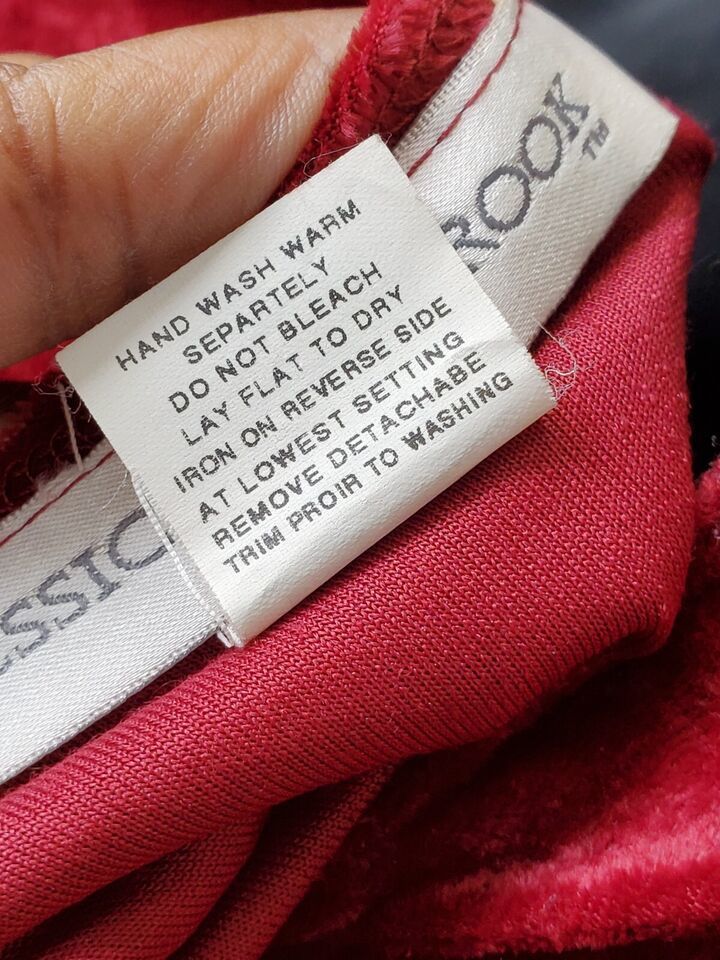 HAND WASH WARM
SEPARTELY
DO NOT BLEACH
LAY FLAT TO DRY
IRON ON REVERSE SIDE
AT LOWEST SETTING
REMOVE DETACHABE
TRIM PROIR TO WASHING
SSIC
ROOK
TM